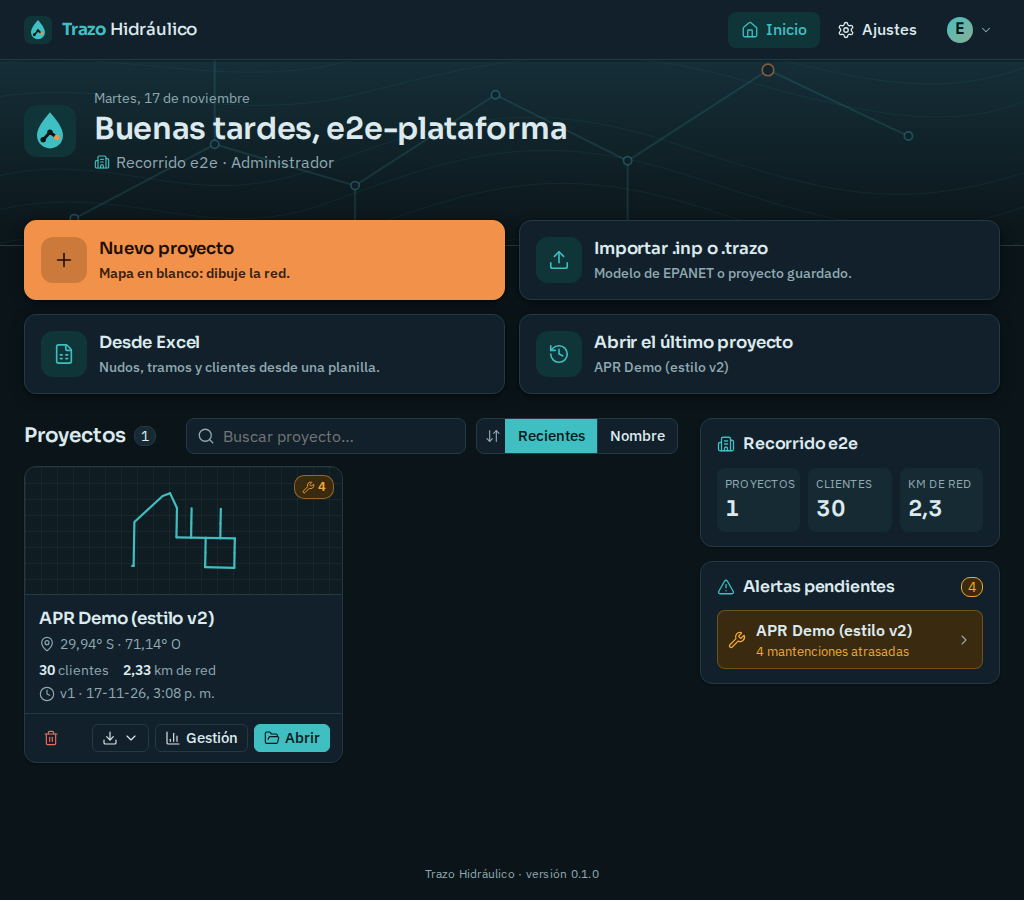 Trazo Hidráulico
Inicio
Ajustes
E
Martes, 17 de noviembre
Buenas tardes, e2e-plataforma
Recorrido e2e · Administrador
Nuevo proyecto
Mapa en blanco: dibuje la red.
Importar .inp o .trazo
Modelo de EPANET o proyecto guardado.
Desde Excel
Nudos, tramos y clientes desde una planilla.
Abrir el último proyecto
APR Demo (estilo v2)
Proyectos 1
Buscar proyecto...
Recientes
Nombre
4
APR Demo (estilo v2)
29,94° S · 71,14° O
30 clientes 2,33 km de red
v1 · 17-11-26, 3:08 p. m.
Gestión
Abrir
Recorrido e2e
PROYECTOS
1
CLIENTES
30
KM DE RED
2,3
Alertas pendientes
4
APR Demo (estilo v2)
4 mantenciones atrasadas
Trazo Hidráulico · versión 0.1.0